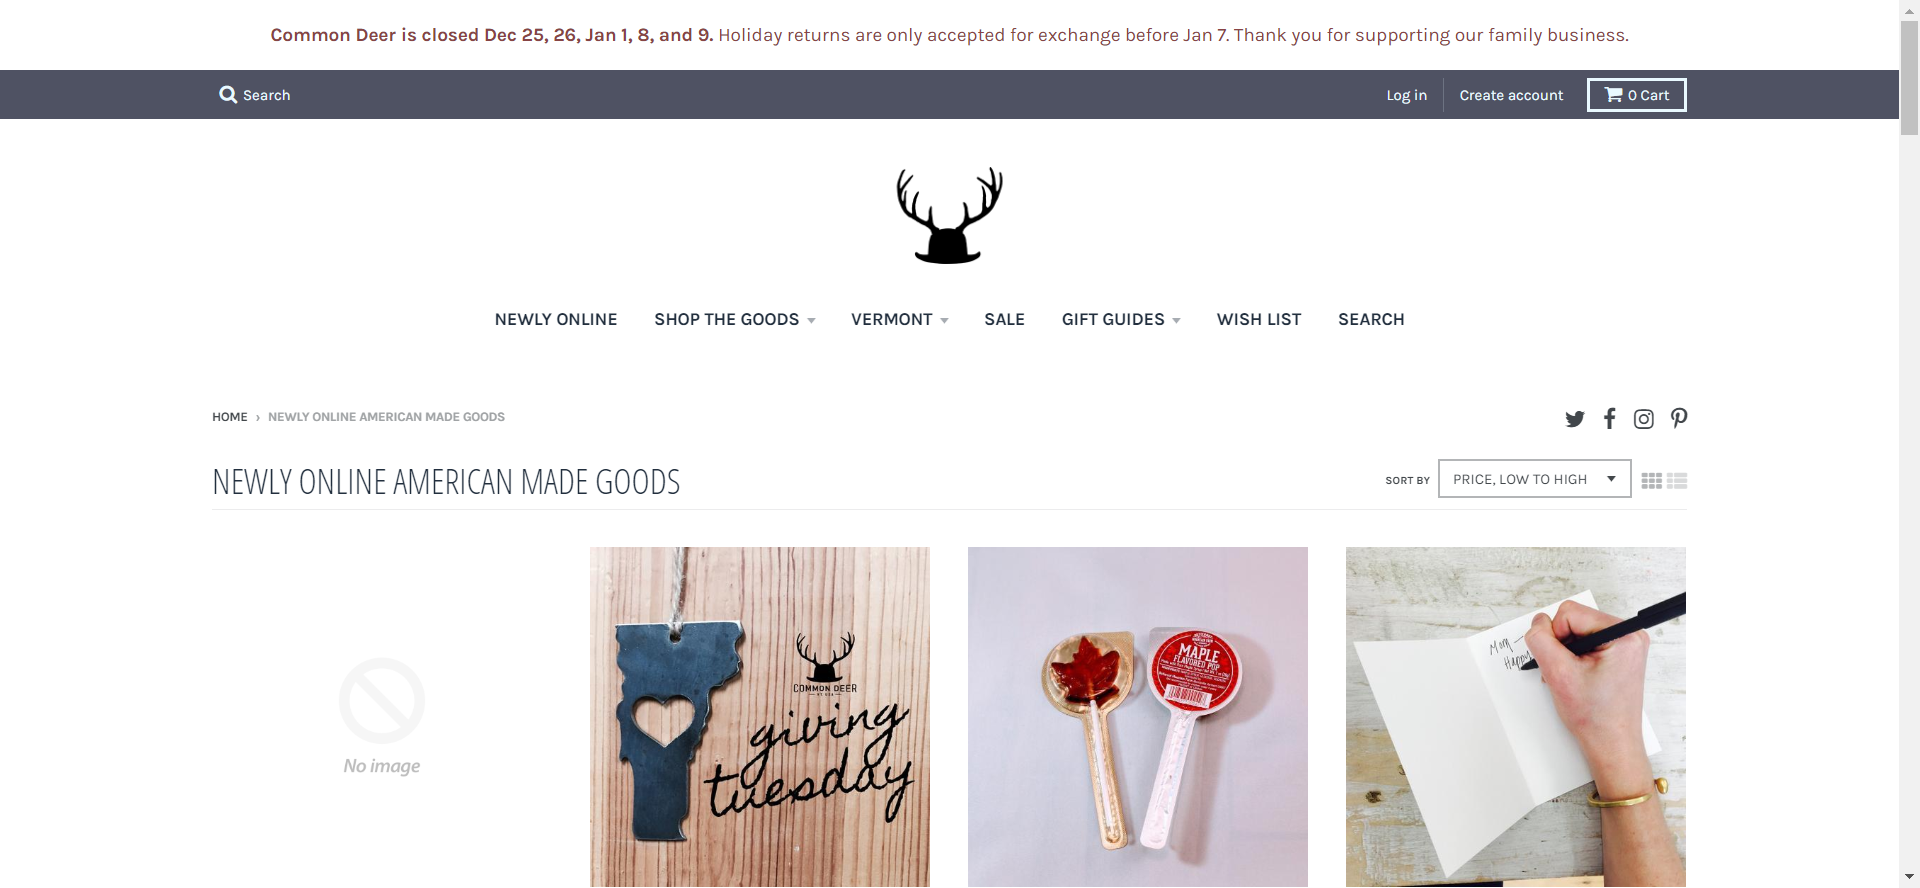 Common Deer is closed Dec 25, 26, Jan 1, 8, and 9. Holiday returns are only accepted for exchange before Jan 7. Thank you for supporting our family business.
Search
Log in
Create account
0 Cart
NEWLY ONLINE
SHOP THE GOODS
VERMONT
SALE
GIFT GUIDES
WISH LIST
SEARCH
HOME › NEWLY ONLINE AMERICAN MADE GOODS
NEWLY ONLINE AMERICAN MADE GOODS
SORT BY
PRICE, LOW TO HIGH
No image
COMMON DEER
giving
tuesday
MAPLE
FLAVORED POP
Mom —
Happy